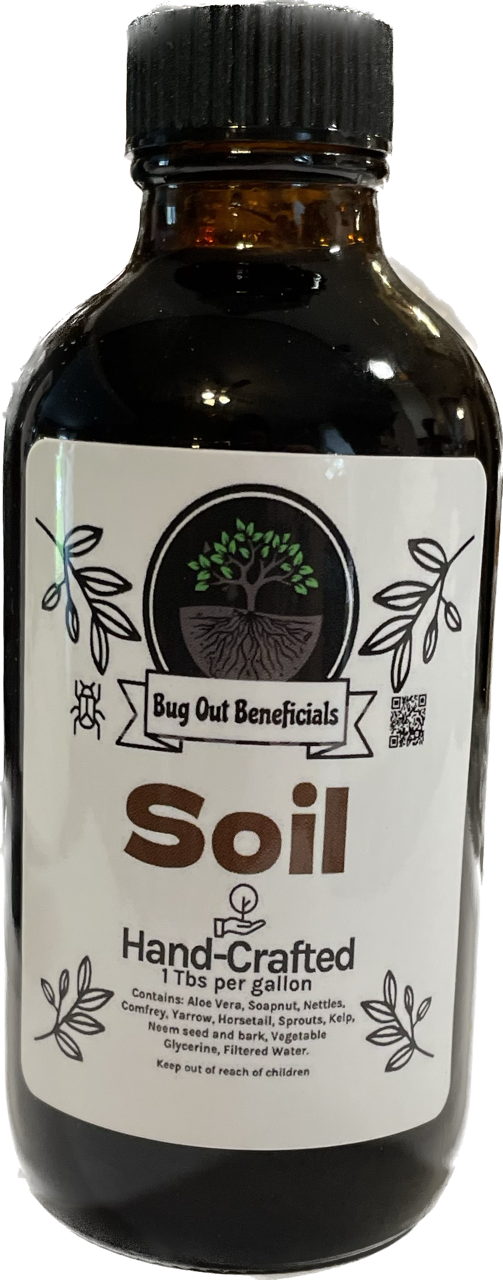 Bug Out Beneficials
Soil
Hand-Crafted
1 Tbs per gallon
Contains: Aloe Vera, Soapnut, Nettles,
Comfrey, Yarrow, Horsetail, Sprouts, Kelp,
Neem seed and bark, Vegetable
Glycerine, Filtered Water.
Keep out of reach of children